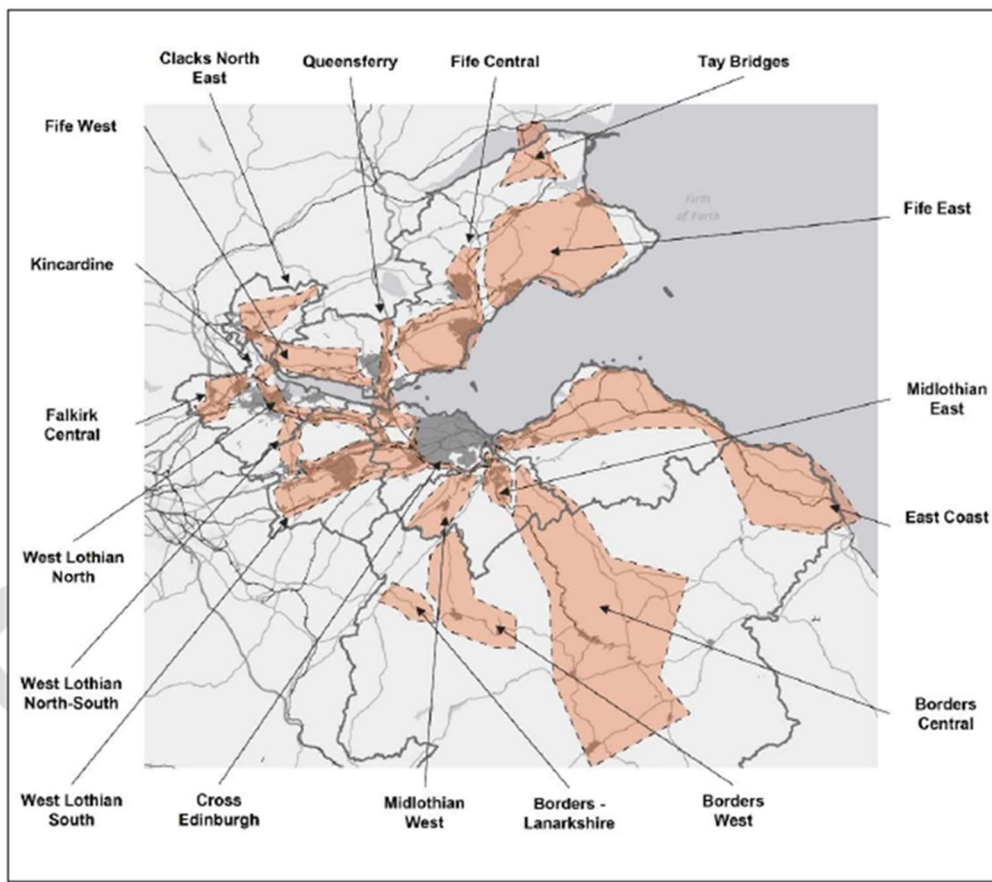 Clacks North
East
Queensferry
Fife Central
Tay Bridges
Fife West
Firth
of Forth
Fife East
Kincardine
Midlothian
East
Falkirk
Central
East Coast
West Lothian
North
West Lothian
North-South
Borders
Central
West Lothian
South
Cross
Edinburgh
Midlothian
West
Borders -
Lanarkshire
Borders
West